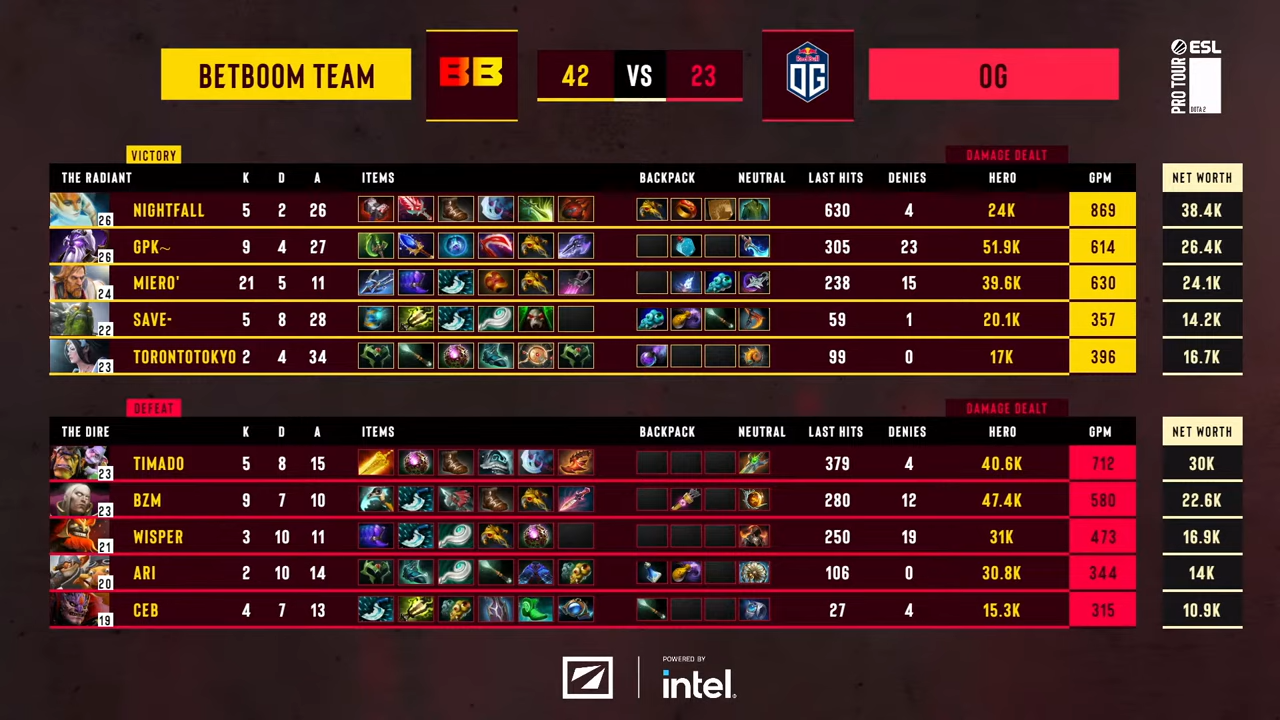 BETBOOM TEAM
BB
42 VS 23
Red Bull
OG
OG
ESL
PRO TOUR
DOTA 2
VICTORY
DAMAGE DEALT
THE RADIANT K D A ITEMS BACKPACK NEUTRAL LAST HITS DENIES HERO GPM NET WORTH
26 NIGHTFALL 5 2 26 630 4 24K 869 38.4K
26 GPK~ 9 4 27 305 23 51.9K 614 26.4K
24 MIERO' 21 5 11 238 15 39.6K 630 24.1K
22 SAVE- 5 8 28 59 1 20.1K 357 14.2K
23 TORONTOTOKYO 2 4 34 99 0 17K 396 16.7K
DEFEAT
DAMAGE DEALT
THE DIRE K D A ITEMS BACKPACK NEUTRAL LAST HITS DENIES HERO GPM NET WORTH
23 TIMADO 5 8 15 379 4 40.6K 712 30K
23 BZM 9 7 10 280 12 47.4K 580 22.6K
21 WISPER 3 10 11 250 19 31K 473 16.9K
20 ARI 2 10 14 106 0 30.8K 344 14K
19 CEB 4 7 13 27 4 15.3K 315 10.9K
POWERED BY
intel.